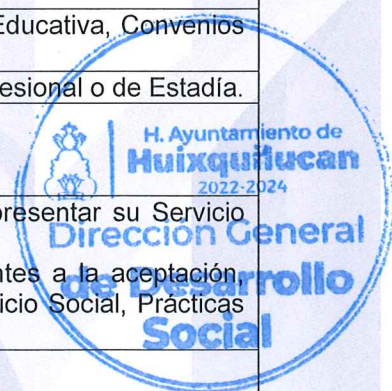 Educativa, Convenios
esional o de Estadía.
H. Ayuntamiento de
Huixquilucan
2022-2024
presentar su Servicio
Dirección General
ntes a la aceptación,
de Desarrollo
icio Social, Prácticas
Social